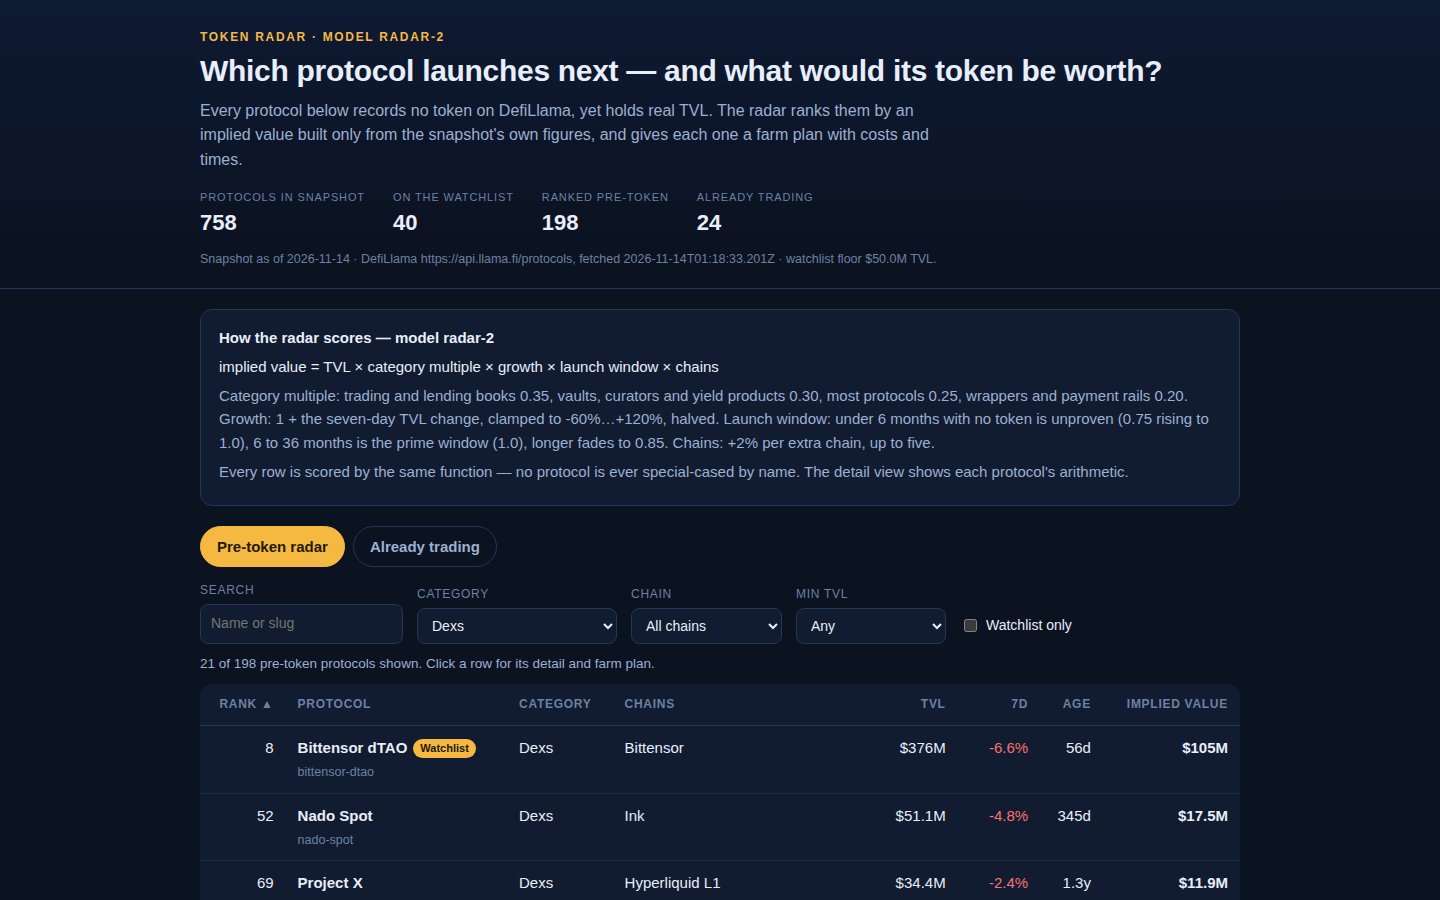 TOKEN RADAR · MODEL RADAR-2
Which protocol launches next — and what would its token be worth?
Every protocol below records no token on DefiLlama, yet holds real TVL. The radar ranks them by an
implied value built only from the snapshot's own figures, and gives each one a farm plan with costs and
times.
PROTOCOLS IN SNAPSHOT ON THE WATCHLIST RANKED PRE-TOKEN ALREADY TRADING
758 40 198 24
Snapshot as of 2026-11-14 · DefiLlama https://api.llama.fi/protocols, fetched 2026-11-14T01:18:33.201Z · watchlist floor $50.0M TVL.
How the radar scores — model radar-2
implied value = TVL × category multiple × growth × launch window × chains
Category multiple: trading and lending books 0.35, vaults, curators and yield products 0.30, most protocols 0.25, wrappers and payment rails 0.20.
Growth: 1 + the seven-day TVL change, clamped to -60%…+120%, halved. Launch window: under 6 months with no token is unproven (0.75 rising to
1.0), 6 to 36 months is the prime window (1.0), longer fades to 0.85. Chains: +2% per extra chain, up to five.
Every row is scored by the same function — no protocol is ever special-cased by name. The detail view shows each protocol's arithmetic.
Pre-token radar Already trading
SEARCH CATEGORY CHAIN MIN TVL
Name or slug Dexs All chains Any Watchlist only
21 of 198 pre-token protocols shown. Click a row for its detail and farm plan.
RANK ▲ PROTOCOL CATEGORY CHAINS TVL 7D AGE IMPLIED VALUE
8 Bittensor dTAO Watchlist Dexs Bittensor $376M -6.6% 56d $105M
bittensor-dtao
52 Nado Spot Dexs Ink $51.1M -4.8% 345d $17.5M
nado-spot
69 Project X Dexs Hyperliquid L1 $34.4M -2.4% 1.3y $11.9M